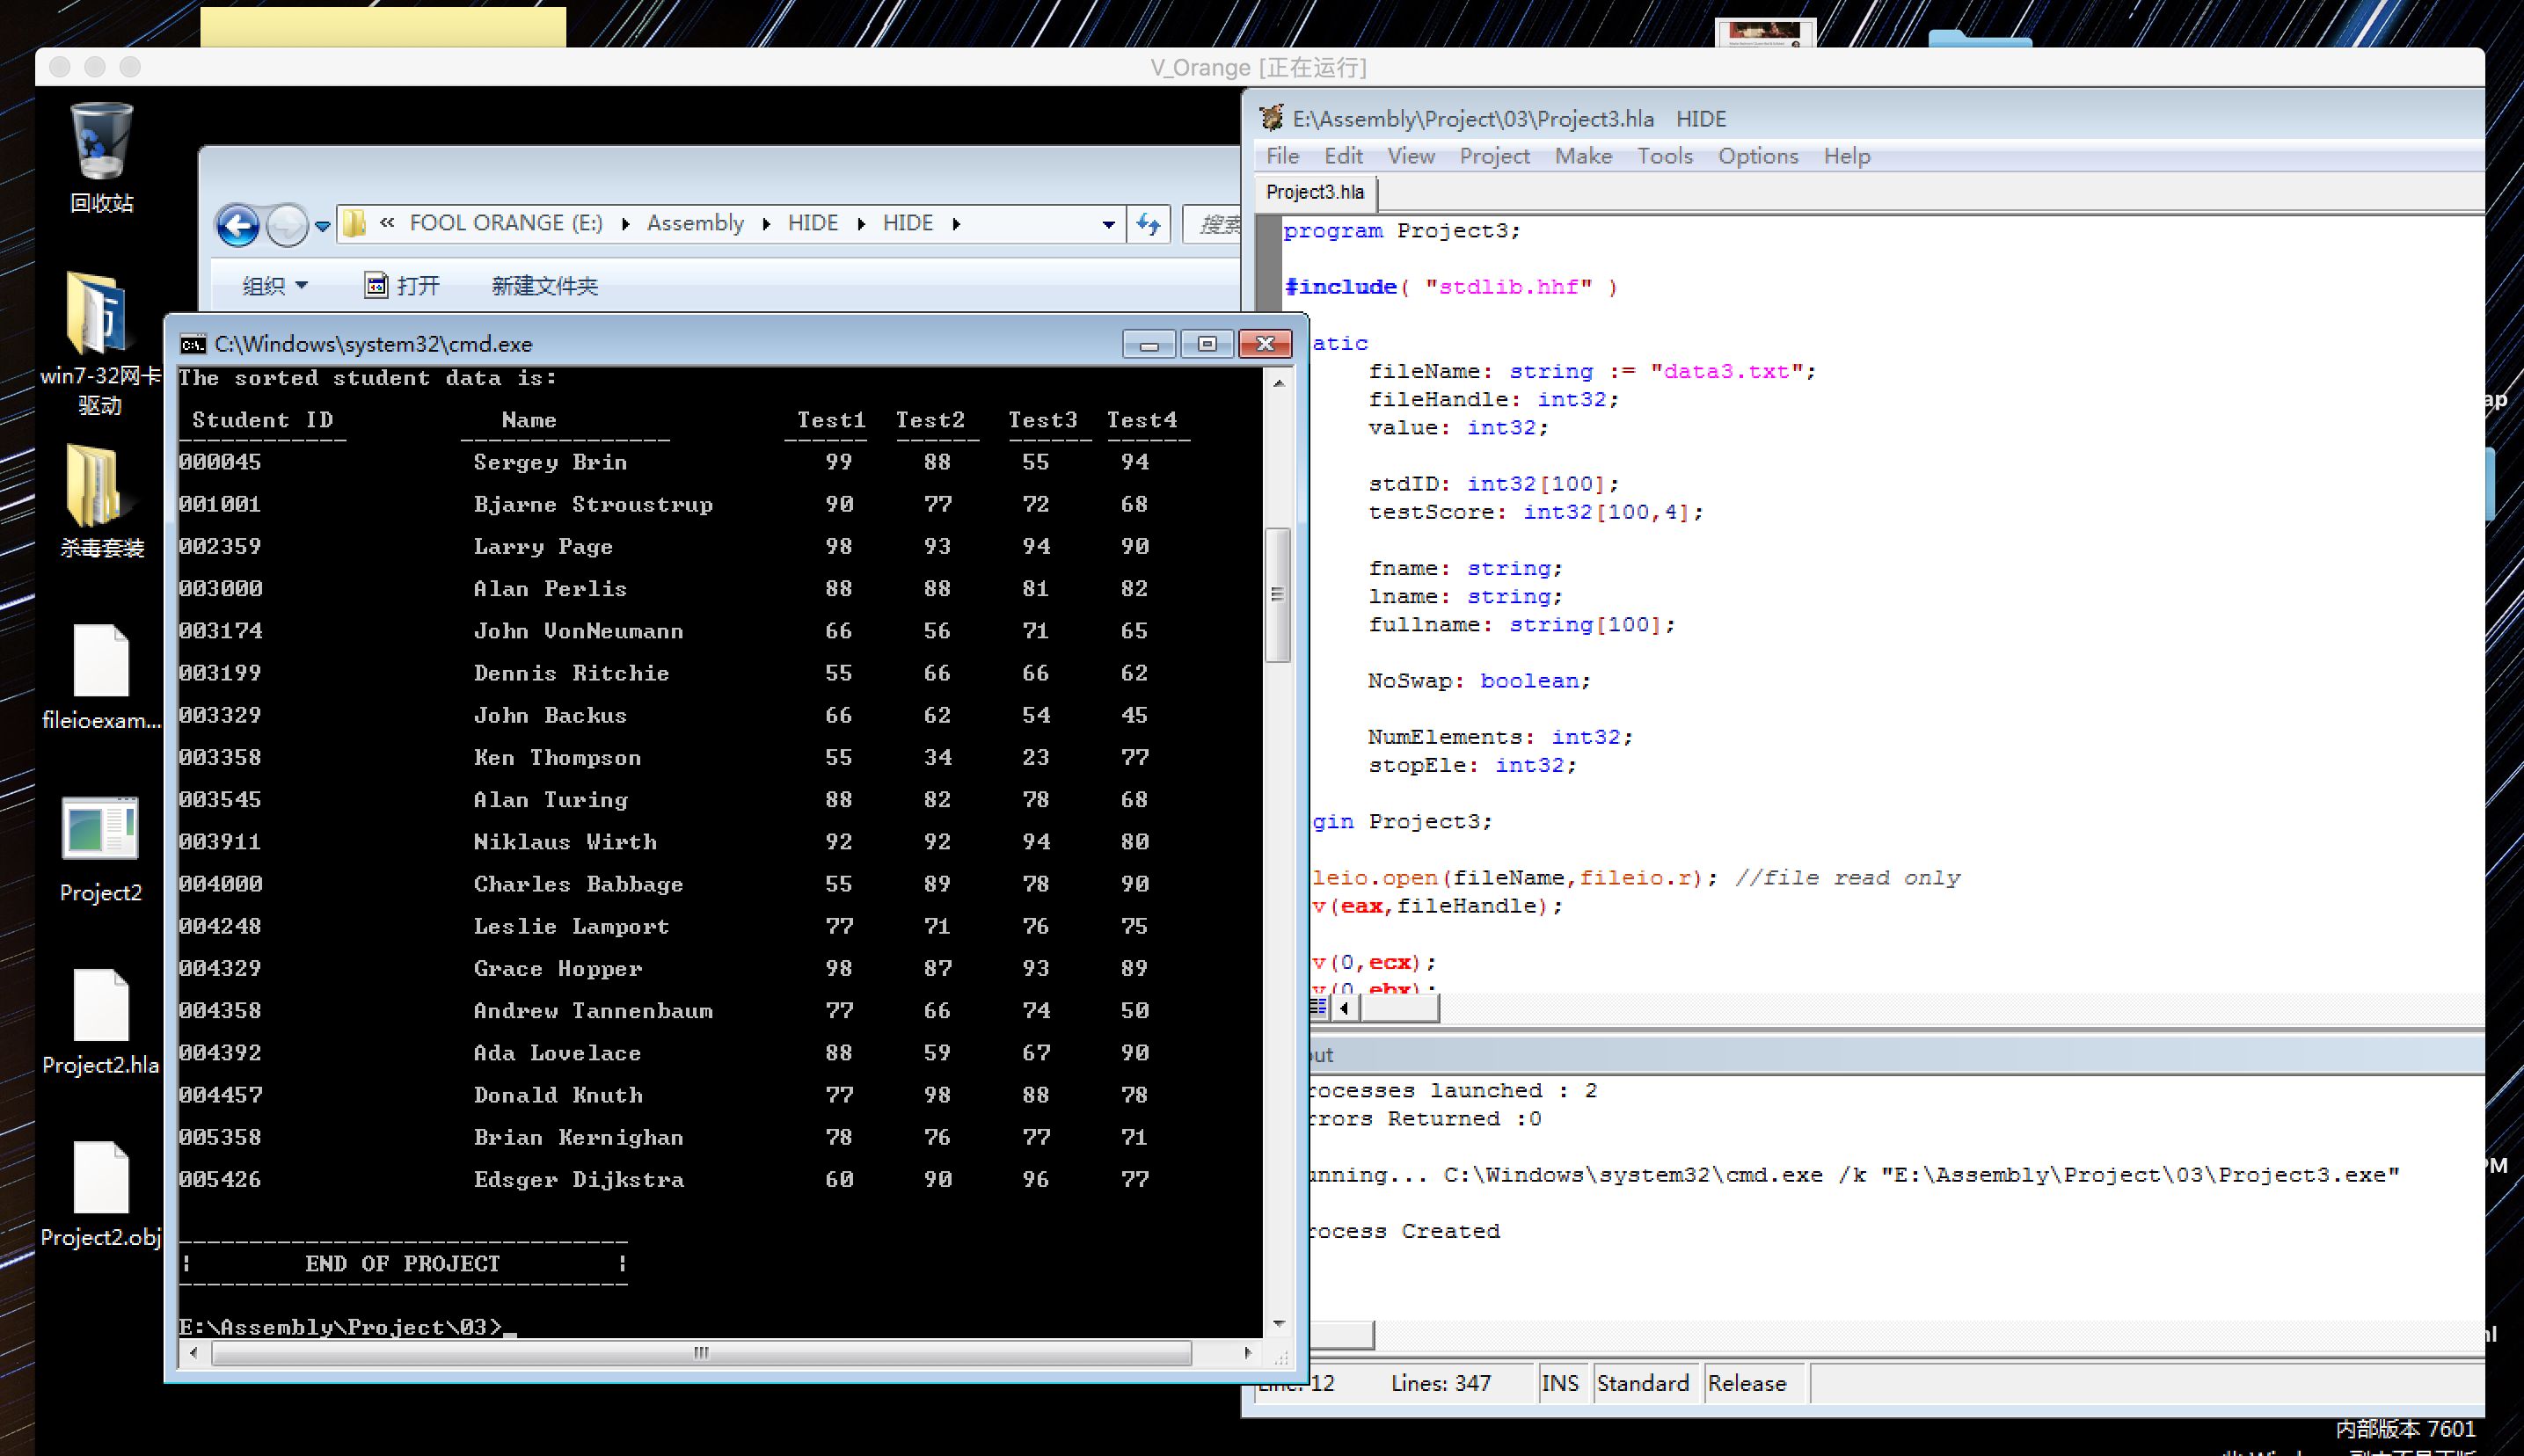 V_Orange [正在运行]
回收站
win7-32网卡
驱动
杀毒套装
fileioexam...
Project2
Project2.hla
Project2.obj
« FOOL ORANGE (E:) Assembly HIDE HIDE
搜索
组织 打开 新建文件夹
C:\Windows\system32\cmd.exe
The sorted student data is:
Student ID Name Test1 Test2 Test3 Test4
000045 Sergey Brin 99 88 55 94
001001 Bjarne Stroustrup 90 77 72 68
002359 Larry Page 98 93 94 90
003000 Alan Perlis 88 88 81 82
003174 John VonNeumann 66 56 71 65
003199 Dennis Ritchie 55 66 66 62
003329 John Backus 66 62 54 45
003358 Ken Thompson 55 34 23 77
003545 Alan Turing 88 82 78 68
003911 Niklaus Wirth 92 92 94 80
004000 Charles Babbage 55 89 78 90
004248 Leslie Lamport 77 71 76 75
004329 Grace Hopper 98 87 93 89
004358 Andrew Tannenbaum 77 66 74 50
004392 Ada Lovelace 88 59 67 90
004457 Donald Knuth 77 98 88 78
005358 Brian Kernighan 78 76 77 71
005426 Edsger Dijkstra 60 90 96 77
--------------------------------
¦ END OF PROJECT ¦
--------------------------------
E:\Assembly\Project\03>_
E:\Assembly\Project\03\Project3.hla HIDE
File Edit View Project Make Tools Options Help
Project3.hla
program Project3;
#include( "stdlib.hhf" )
atic
fileName: string := "data3.txt";
fileHandle: int32;
value: int32;
stdID: int32[100];
testScore: int32[100,4];
fname: string;
lname: string;
fullname: string[100];
NoSwap: boolean;
NumElements: int32;
stopEle: int32;
gin Project3;
leio.open(fileName,fileio.r); //file read only
v(eax,fileHandle);
v(0,ecx);
v(0,ebx);
ut
rocesses launched : 2
rrors Returned :0
unning... C:\Windows\system32\cmd.exe /k "E:\Assembly\Project\03\Project3.exe"
rocess Created
Line: 12 Lines: 347 INS Standard Release
内部版本 7601
ap
PM